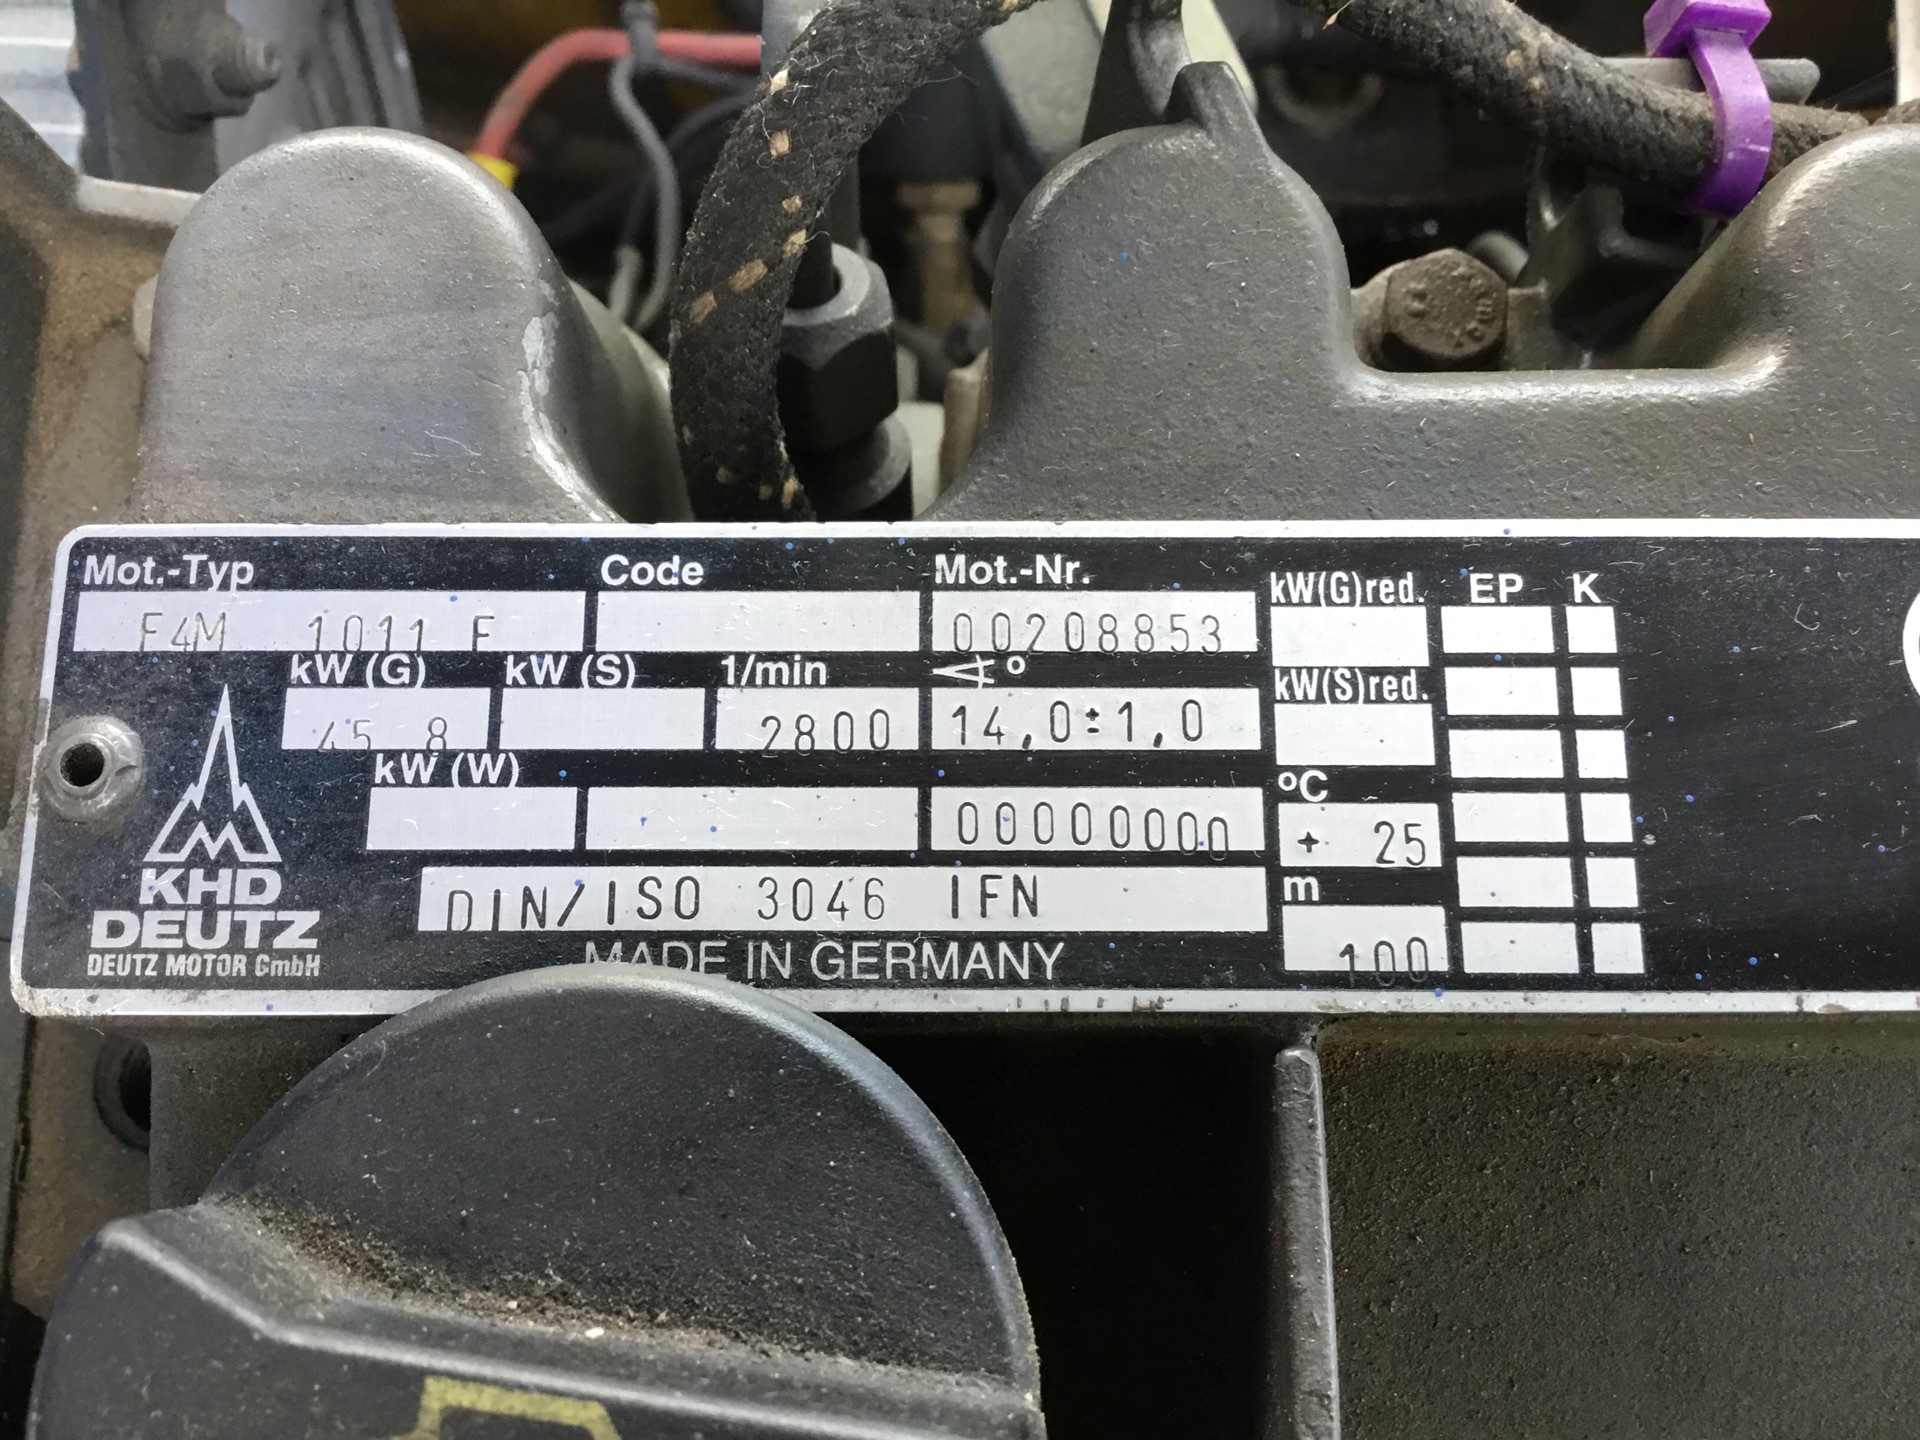 Mot.-Typ Code Mot.-Nr. kW(G)red. EP K
F4M 1011 F 00208853
kW (G) kW (S) 1/min ∢° kW(S)red.
45 8 2800 14,0±1,0
kW (W) °C
00000000 + 25
KHD
DEUTZ
DEUTZ MOTOR GmbH
DIN/ISO 3046 IFN m
MADE IN GERMANY 100